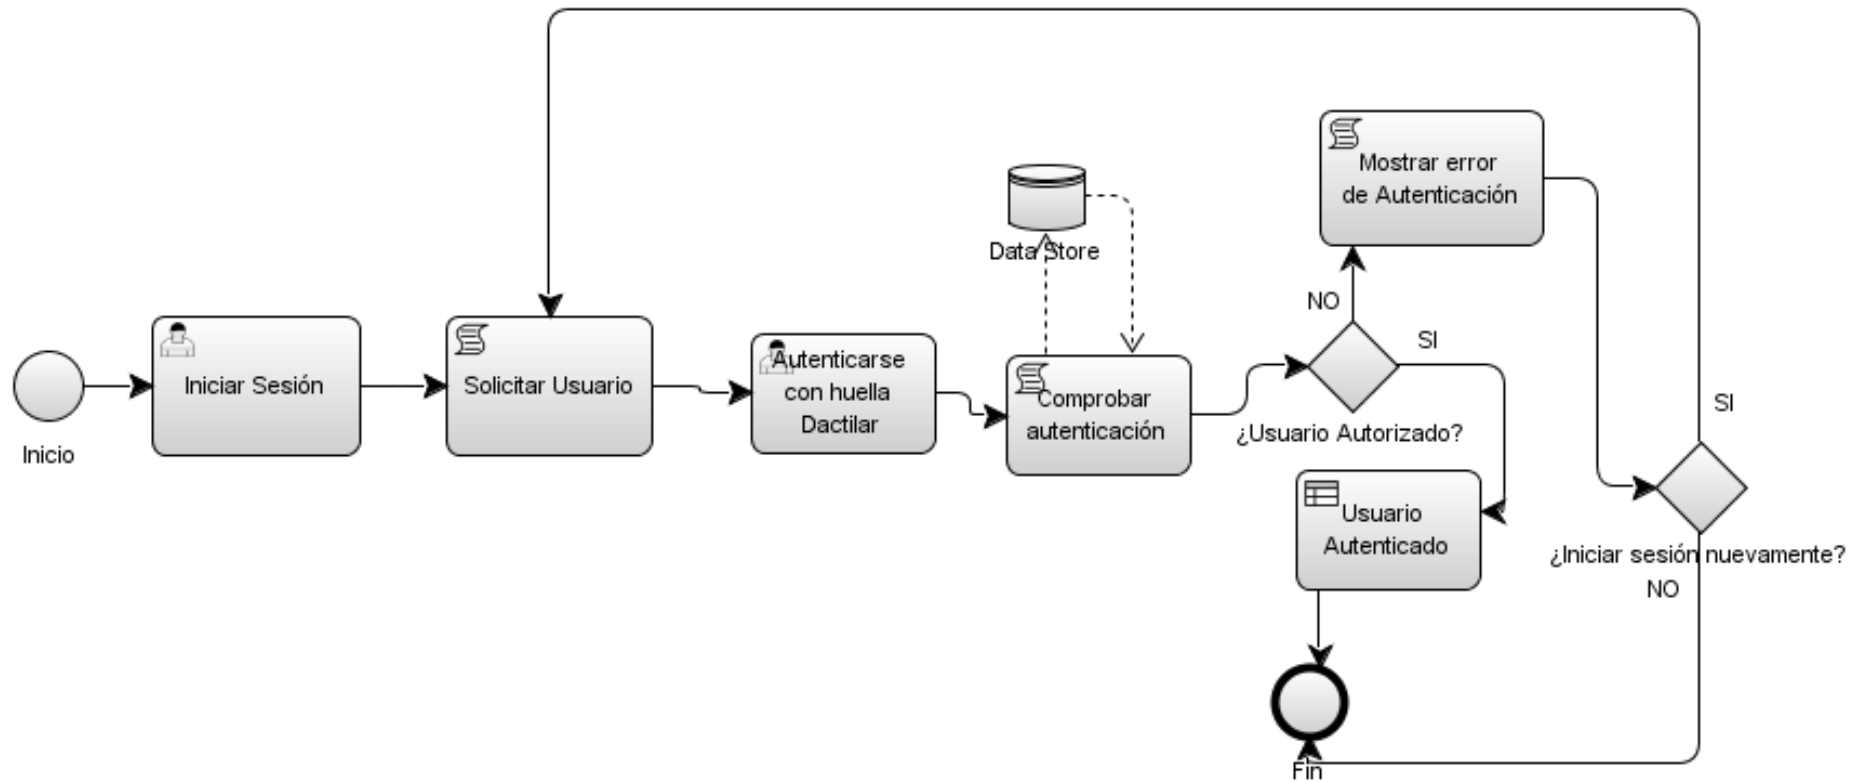 Inicio
Iniciar Sesión
Solicitar Usuario
Autenticarse
con huella
Dactilar
Data Store
Comprobar
autenticación
¿Usuario Autorizado?
NO
SI
Mostrar error
de Autenticación
Usuario
Autenticado
SI
¿Iniciar sesión nuevamente?
NO
Fin